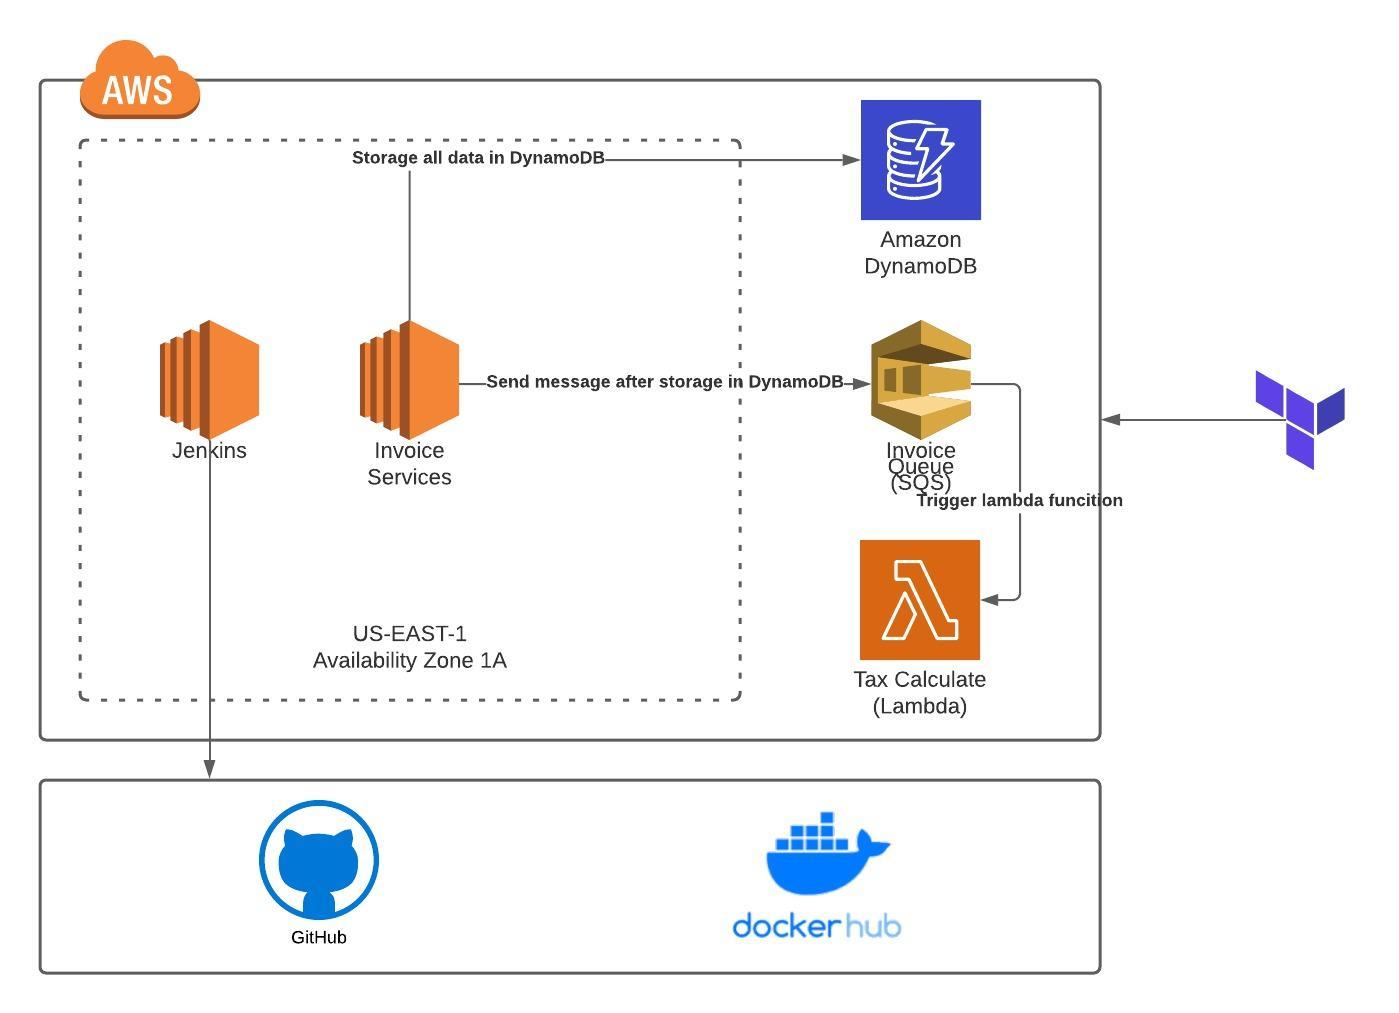 AWS
Storage all data in DynamoDB
Amazon
DynamoDB
Send message after storage in DynamoDB
Jenkins
Invoice
Services
Invoice
Queue
(SQS)
Trigger lambda funcition
US-EAST-1
Availability Zone 1A
Tax Calculate
(Lambda)
GitHub
dockerhub